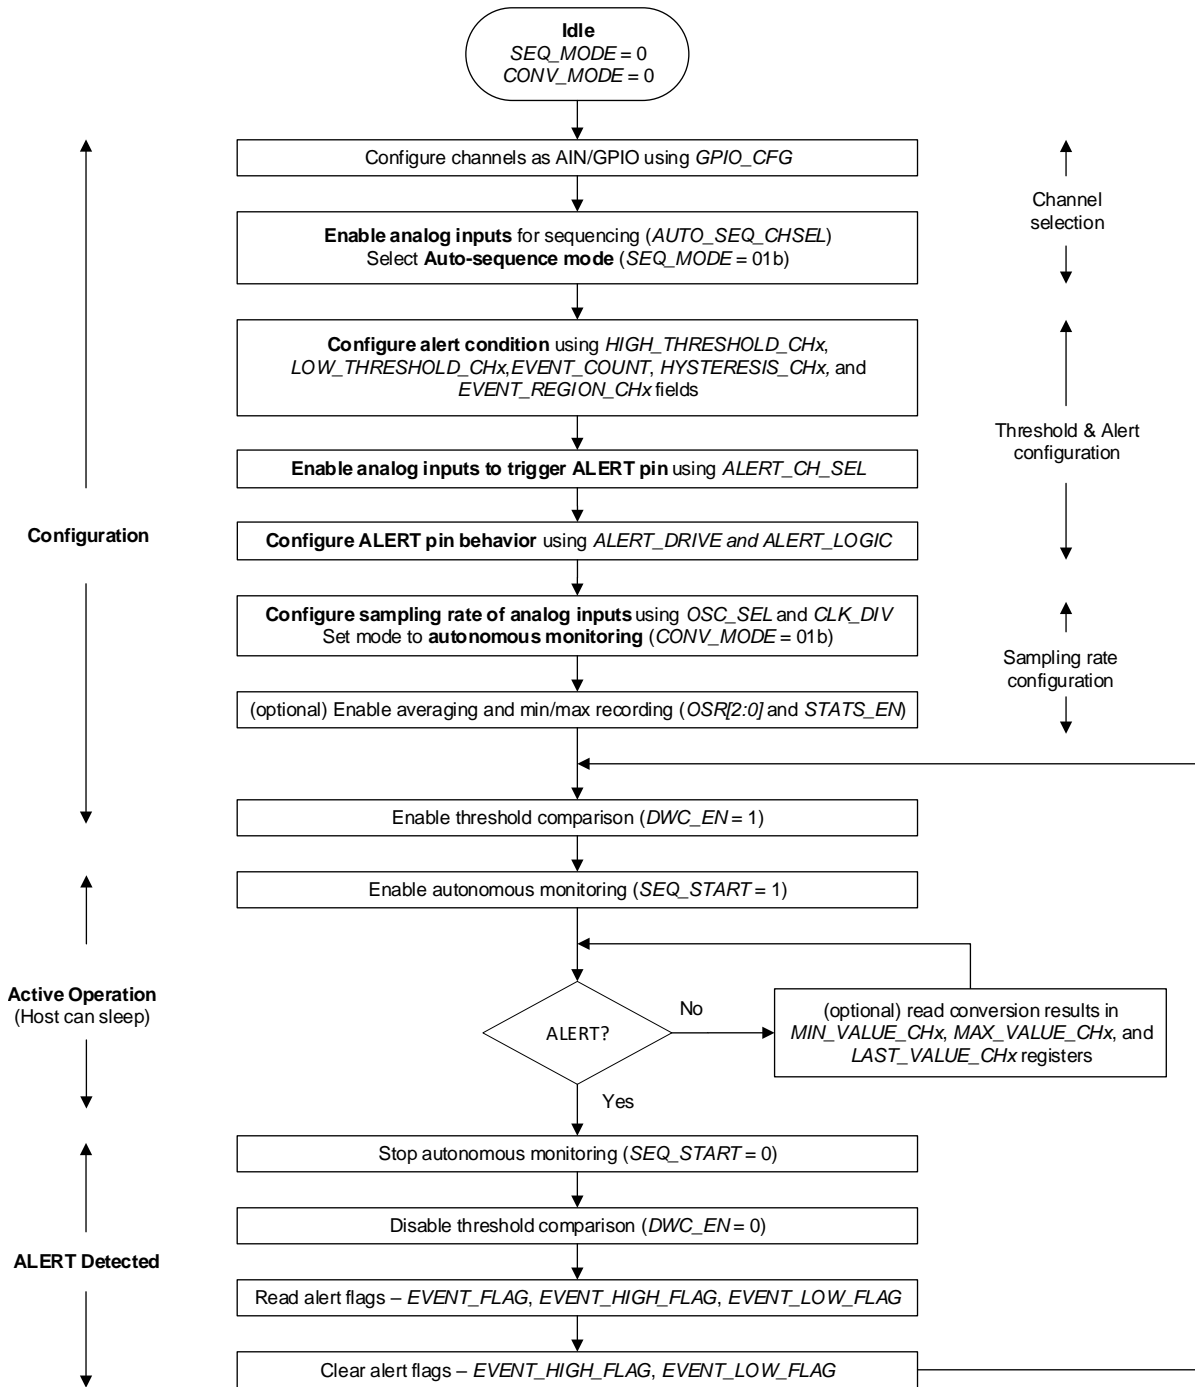 Idle
SEQ_MODE = 0
CONV_MODE = 0
Configure channels as AIN/GPIO using GPIO_CFG
Channel
selection
Enable analog inputs for sequencing (AUTO_SEQ_CHSEL)
Select Auto-sequence mode (SEQ_MODE = 01b)
Configure alert condition using HIGH_THRESHOLD_CHx,
LOW_THRESHOLD_CHx,EVENT_COUNT, HYSTERESIS_CHx, and
EVENT_REGION_CHx fields
Threshold & Alert
configuration
Enable analog inputs to trigger ALERT pin using ALERT_CH_SEL
Configuration
Configure ALERT pin behavior using ALERT_DRIVE and ALERT_LOGIC
Configure sampling rate of analog inputs using OSC_SEL and CLK_DIV
Set mode to autonomous monitoring (CONV_MODE = 01b)
Sampling rate
configuration
(optional) Enable averaging and min/max recording (OSR[2:0] and STATS_EN)
Enable threshold comparison (DWC_EN = 1)
Enable autonomous monitoring (SEQ_START = 1)
Active Operation
(Host can sleep)
ALERT?
No
(optional) read conversion results in
MIN_VALUE_CHx, MAX_VALUE_CHx, and
LAST_VALUE_CHx registers
Yes
Stop autonomous monitoring (SEQ_START = 0)
Disable threshold comparison (DWC_EN = 0)
ALERT Detected
Read alert flags – EVENT_FLAG, EVENT_HIGH_FLAG, EVENT_LOW_FLAG
Clear alert flags – EVENT_HIGH_FLAG, EVENT_LOW_FLAG